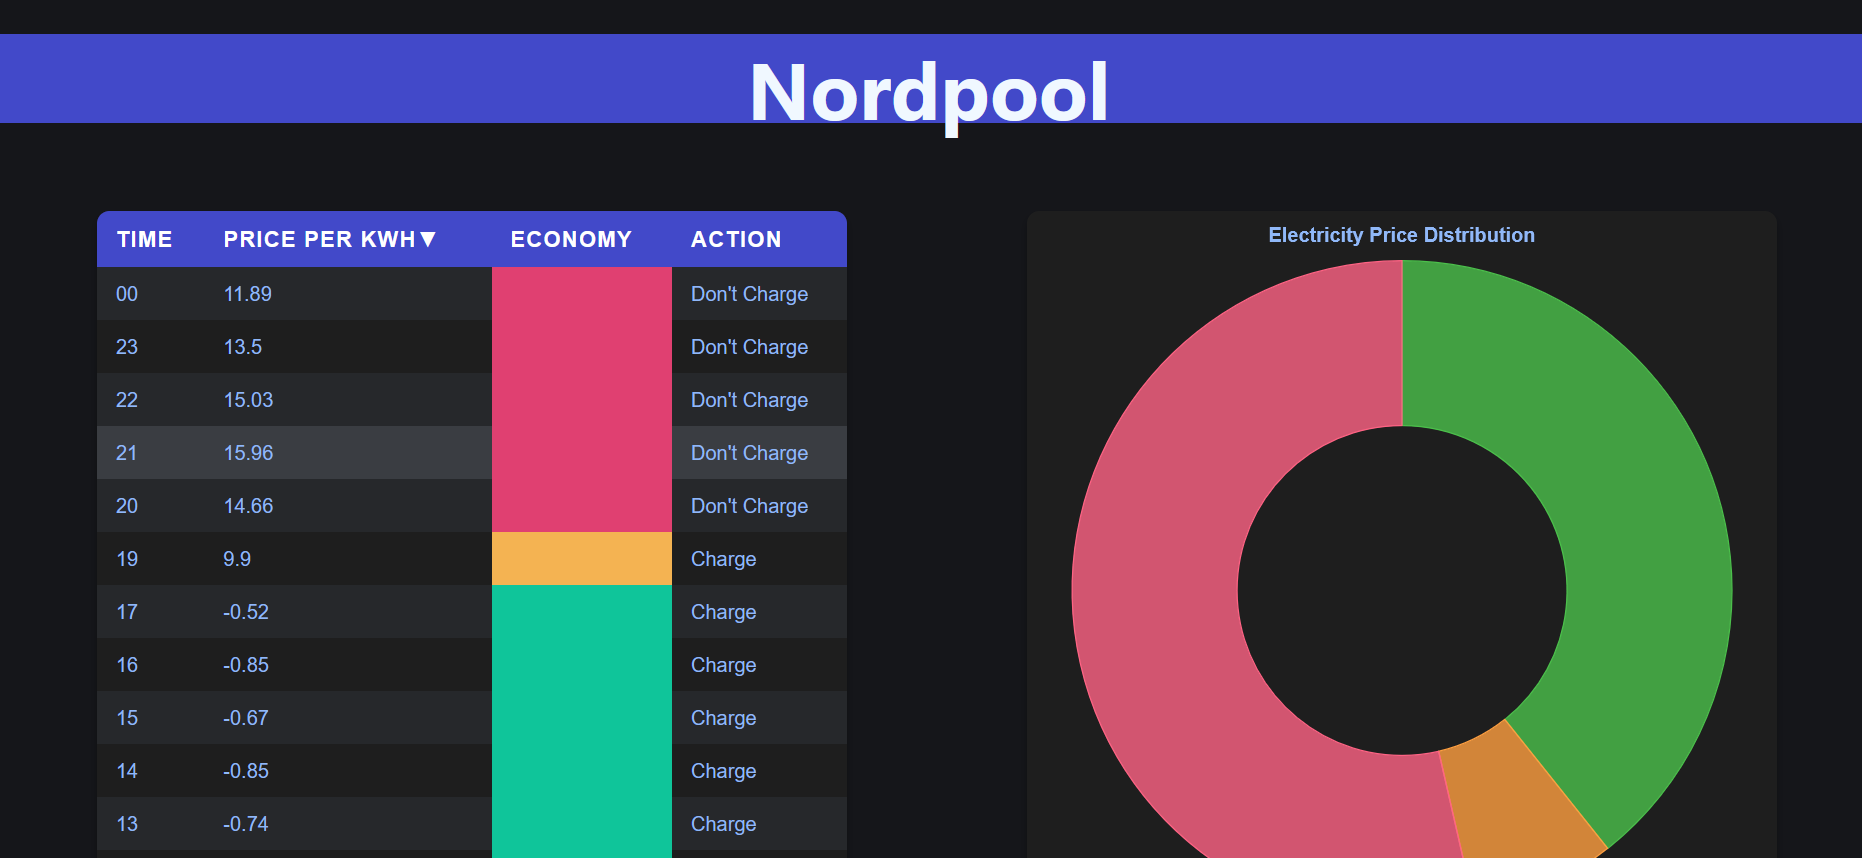 Nordpool
TIME PRICE PER KWH▼ ECONOMY ACTION
00 11.89 Don't Charge
23 13.5 Don't Charge
22 15.03 Don't Charge
21 15.96 Don't Charge
20 14.66 Don't Charge
19 9.9 Charge
17 -0.52 Charge
16 -0.85 Charge
15 -0.67 Charge
14 -0.85 Charge
13 -0.74 Charge
Electricity Price Distribution